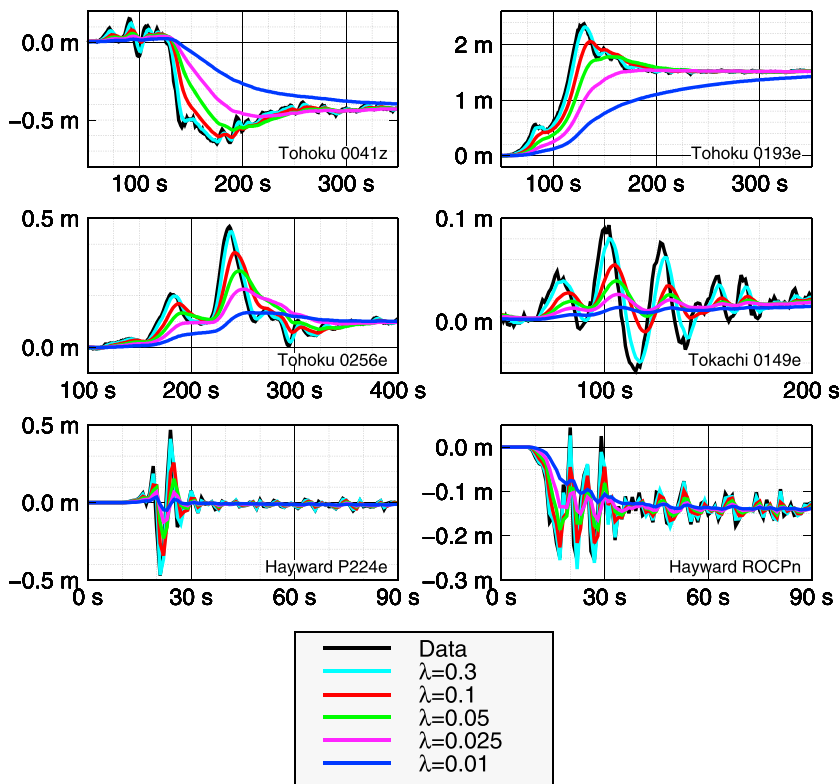 0.0 m
−0.5 m
100 s 200 s 300 s
Tohoku 0041z
2 m
1 m
0 m
100 s 200 s 300 s
Tohoku 0193e
0.5 m
0.0 m
100 s 200 s 300 s 400 s
Tohoku 0256e
0.1 m
0.0 m
100 s 200 s
Tokachi 0149e
0.5 m
0.0 m
−0.5 m
0 s 30 s 60 s 90 s
Hayward P224e
0.0 m
−0.1 m
−0.2 m
−0.3 m
0 s 30 s 60 s 90 s
Hayward ROCPn
Data
λ=0.3
λ=0.1
λ=0.05
λ=0.025
λ=0.01